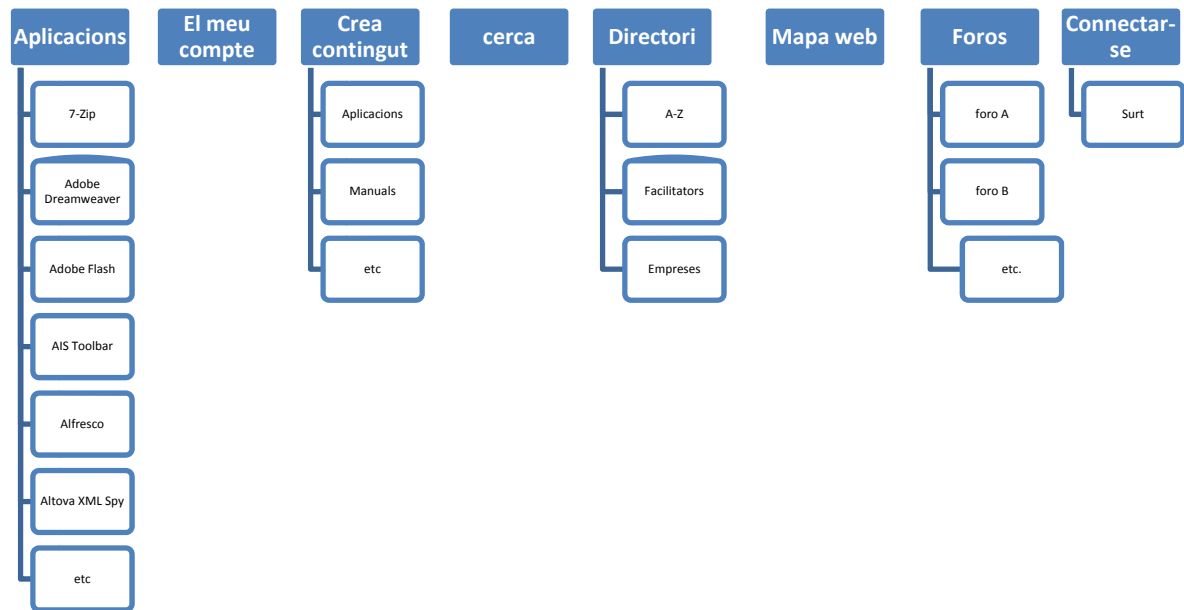 Aplicacions
7-Zip
Adobe
Dreamweaver
Adobe Flash
AIS Toolbar
Alfresco
Altova XML Spy
etc
El meu
compte
Crea
contingut
Aplicacions
Manuals
etc
cerca
Directori
A-Z
Facilitators
Empreses
Mapa web
Foros
foro A
foro B
etc.
Connectar-
se
Surt